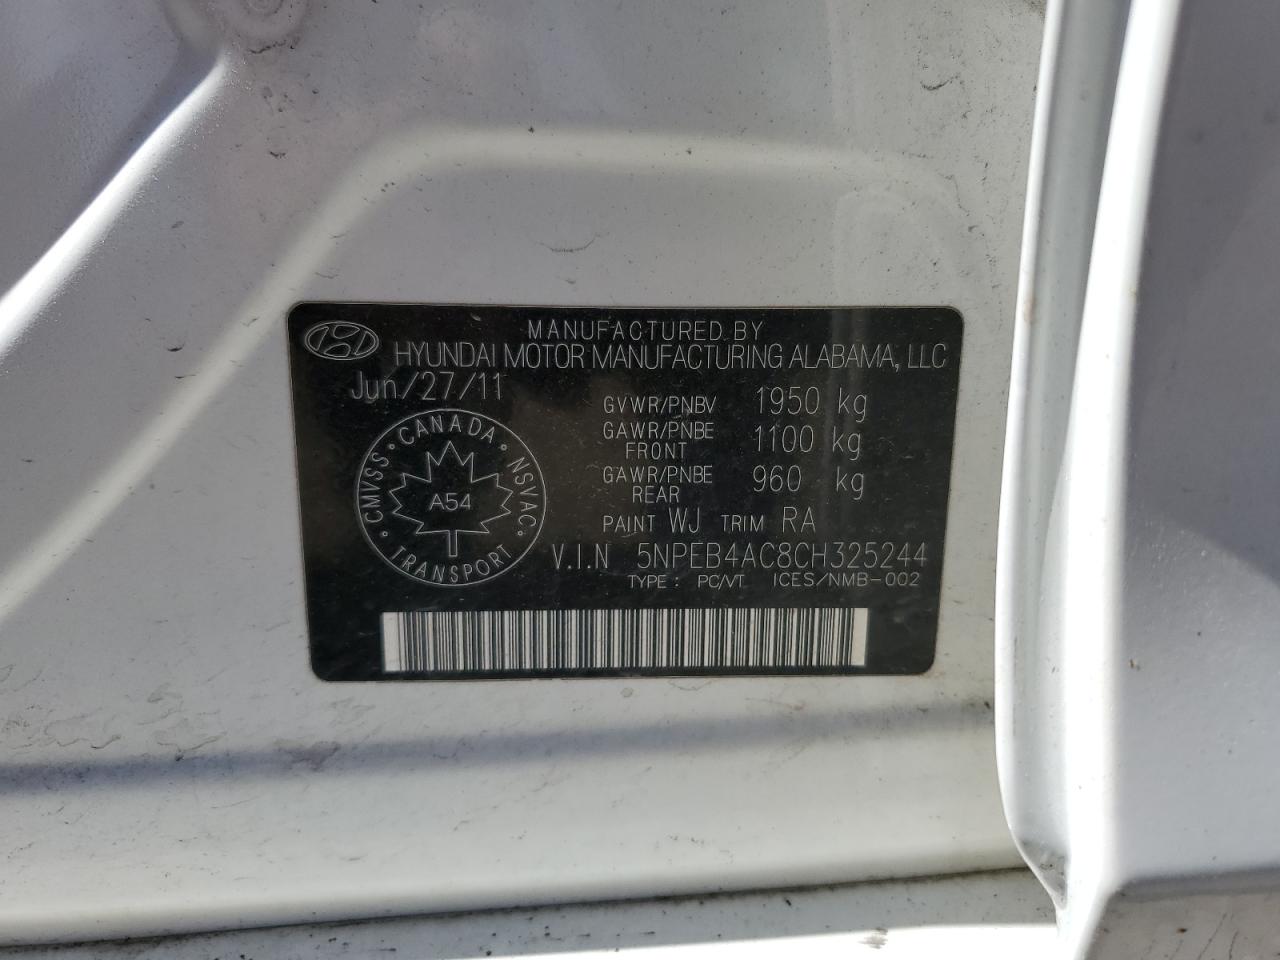 MANUFACTURED BY
HYUNDAI MOTOR MANUFACTURING ALABAMA, LLC
Jun/27/11
GVWR/PNBV 1950 kg
GAWR/PNBE FRONT 1100 kg
GAWR/PNBE REAR 960 kg
PAINT WJ TRIM RA
CANADA · NSVAC · TRANSPORT · CMVSS
A54
V.I.N 5NPEB4AC8CH325244
TYPE : PC/VT ICES/NMB-002